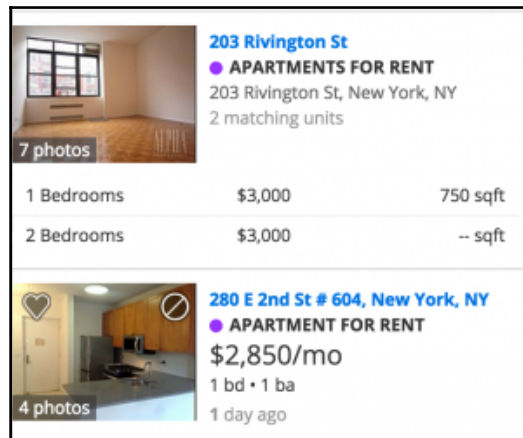 203 Rivington St
APARTMENTS FOR RENT
203 Rivington St, New York, NY
2 matching units
ALPHA
7 photos
1 Bedrooms $3,000 750 sqft
2 Bedrooms $3,000 -- sqft
280 E 2nd St # 604, New York, NY
APARTMENT FOR RENT
$2,850/mo
1 bd • 1 ba
4 photos
1 day ago